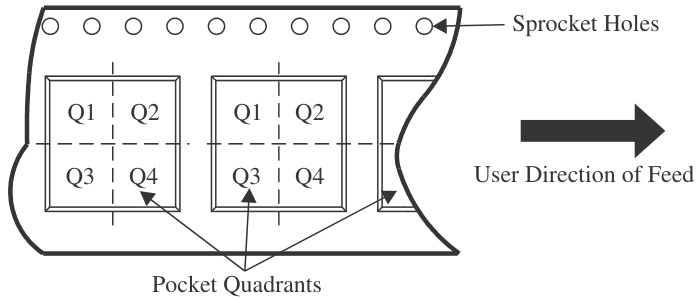 Sprocket Holes
Q1 Q2 Q1 Q2
Q3 Q4 Q3 Q4
User Direction of Feed
Pocket Quadrants